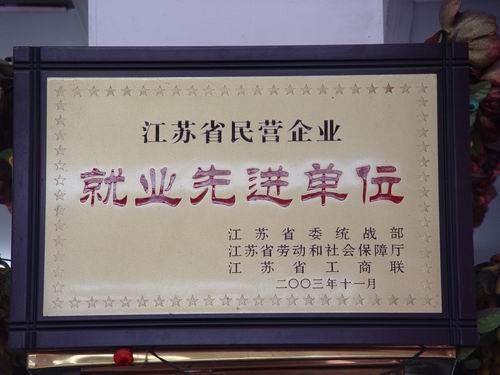 江苏省民营企业
就业先进单位
江苏省委统战部
江苏省劳动和社会保障厅
江苏省工商联
二〇〇三年十一月